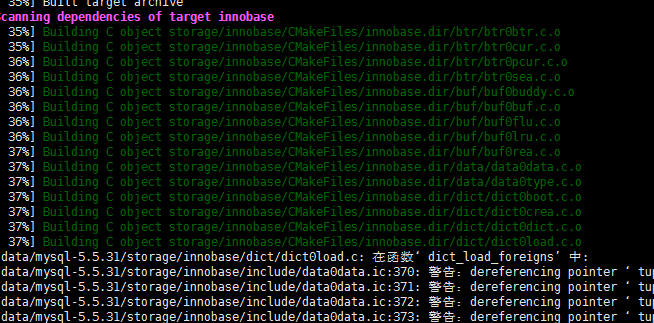 35%] Built target archive
Scanning dependencies of target innobase
35%] Building C object storage/innobase/CMakeFiles/innobase.dir/btr/btr0btr.c.o
35%] Building C object storage/innobase/CMakeFiles/innobase.dir/btr/btr0cur.c.o
36%] Building C object storage/innobase/CMakeFiles/innobase.dir/btr/btr0pcur.c.o
36%] Building C object storage/innobase/CMakeFiles/innobase.dir/btr/btr0sea.c.o
36%] Building C object storage/innobase/CMakeFiles/innobase.dir/buf/buf0buddy.c.o
36%] Building C object storage/innobase/CMakeFiles/innobase.dir/buf/buf0buf.c.o
36%] Building C object storage/innobase/CMakeFiles/innobase.dir/buf/buf0flu.c.o
36%] Building C object storage/innobase/CMakeFiles/innobase.dir/buf/buf0lru.c.o
37%] Building C object storage/innobase/CMakeFiles/innobase.dir/buf/buf0rea.c.o
37%] Building C object storage/innobase/CMakeFiles/innobase.dir/data/data0data.c.o
37%] Building C object storage/innobase/CMakeFiles/innobase.dir/data/data0type.c.o
37%] Building C object storage/innobase/CMakeFiles/innobase.dir/dict/dict0boot.c.o
37%] Building C object storage/innobase/CMakeFiles/innobase.dir/dict/dict0crea.c.o
37%] Building C object storage/innobase/CMakeFiles/innobase.dir/dict/dict0dict.c.o
37%] Building C object storage/innobase/CMakeFiles/innobase.dir/dict/dict0load.c.o
data/mysql-5.5.31/storage/innobase/dict/dict0load.c: 在函数‘ dict_load_foreigns’ 中:
data/mysql-5.5.31/storage/innobase/include/data0data.ic:370: 警告: dereferencing pointer ‘ tup
data/mysql-5.5.31/storage/innobase/include/data0data.ic:371: 警告: dereferencing pointer ‘ tup
data/mysql-5.5.31/storage/innobase/include/data0data.ic:372: 警告: dereferencing pointer ‘ tup
data/mysql-5.5.31/storage/innobase/include/data0data.ic:373: 警告: dereferencing pointer ‘ tup